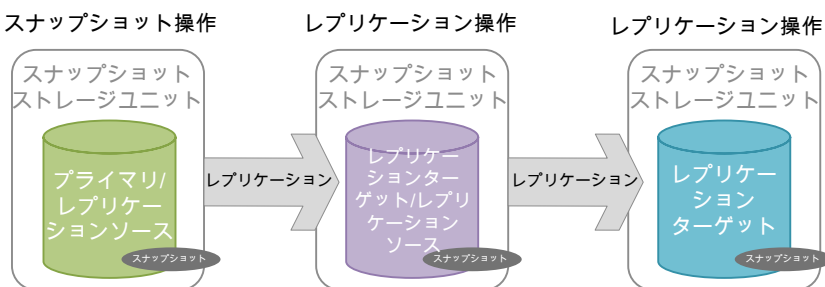 スナップショット操作
スナップショット
ストレージユニット
プライマリ/
レプリケー
ションソース
スナップショット
レプリケーション
レプリケーション操作
スナップショット
ストレージユニット
レプリケー
ションター
ゲット/レプリ
ケーション
ソース
スナップショット
レプリケーション
レプリケーション操作
スナップショット
ストレージユニット
レプリケー
ション
ターゲット
スナップショット